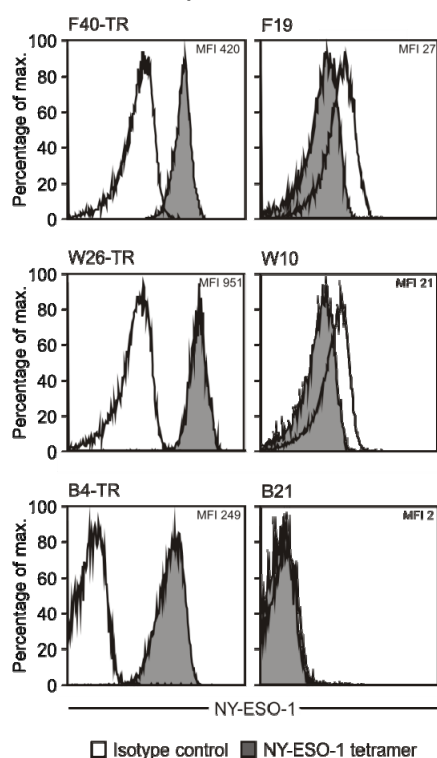 F40-TR
F19
Percentage of max.
100
80
60
40
20
0
MFI 420
MFI 27
W26-TR
W10
Percentage of max.
100
80
60
40
20
0
MFI 951
MFI 21
B4-TR
B21
Percentage of max.
100
80
60
40
20
0
MFI 249
MFI 2
NY-ESO-1
Isotype control
NY-ESO-1 tetramer